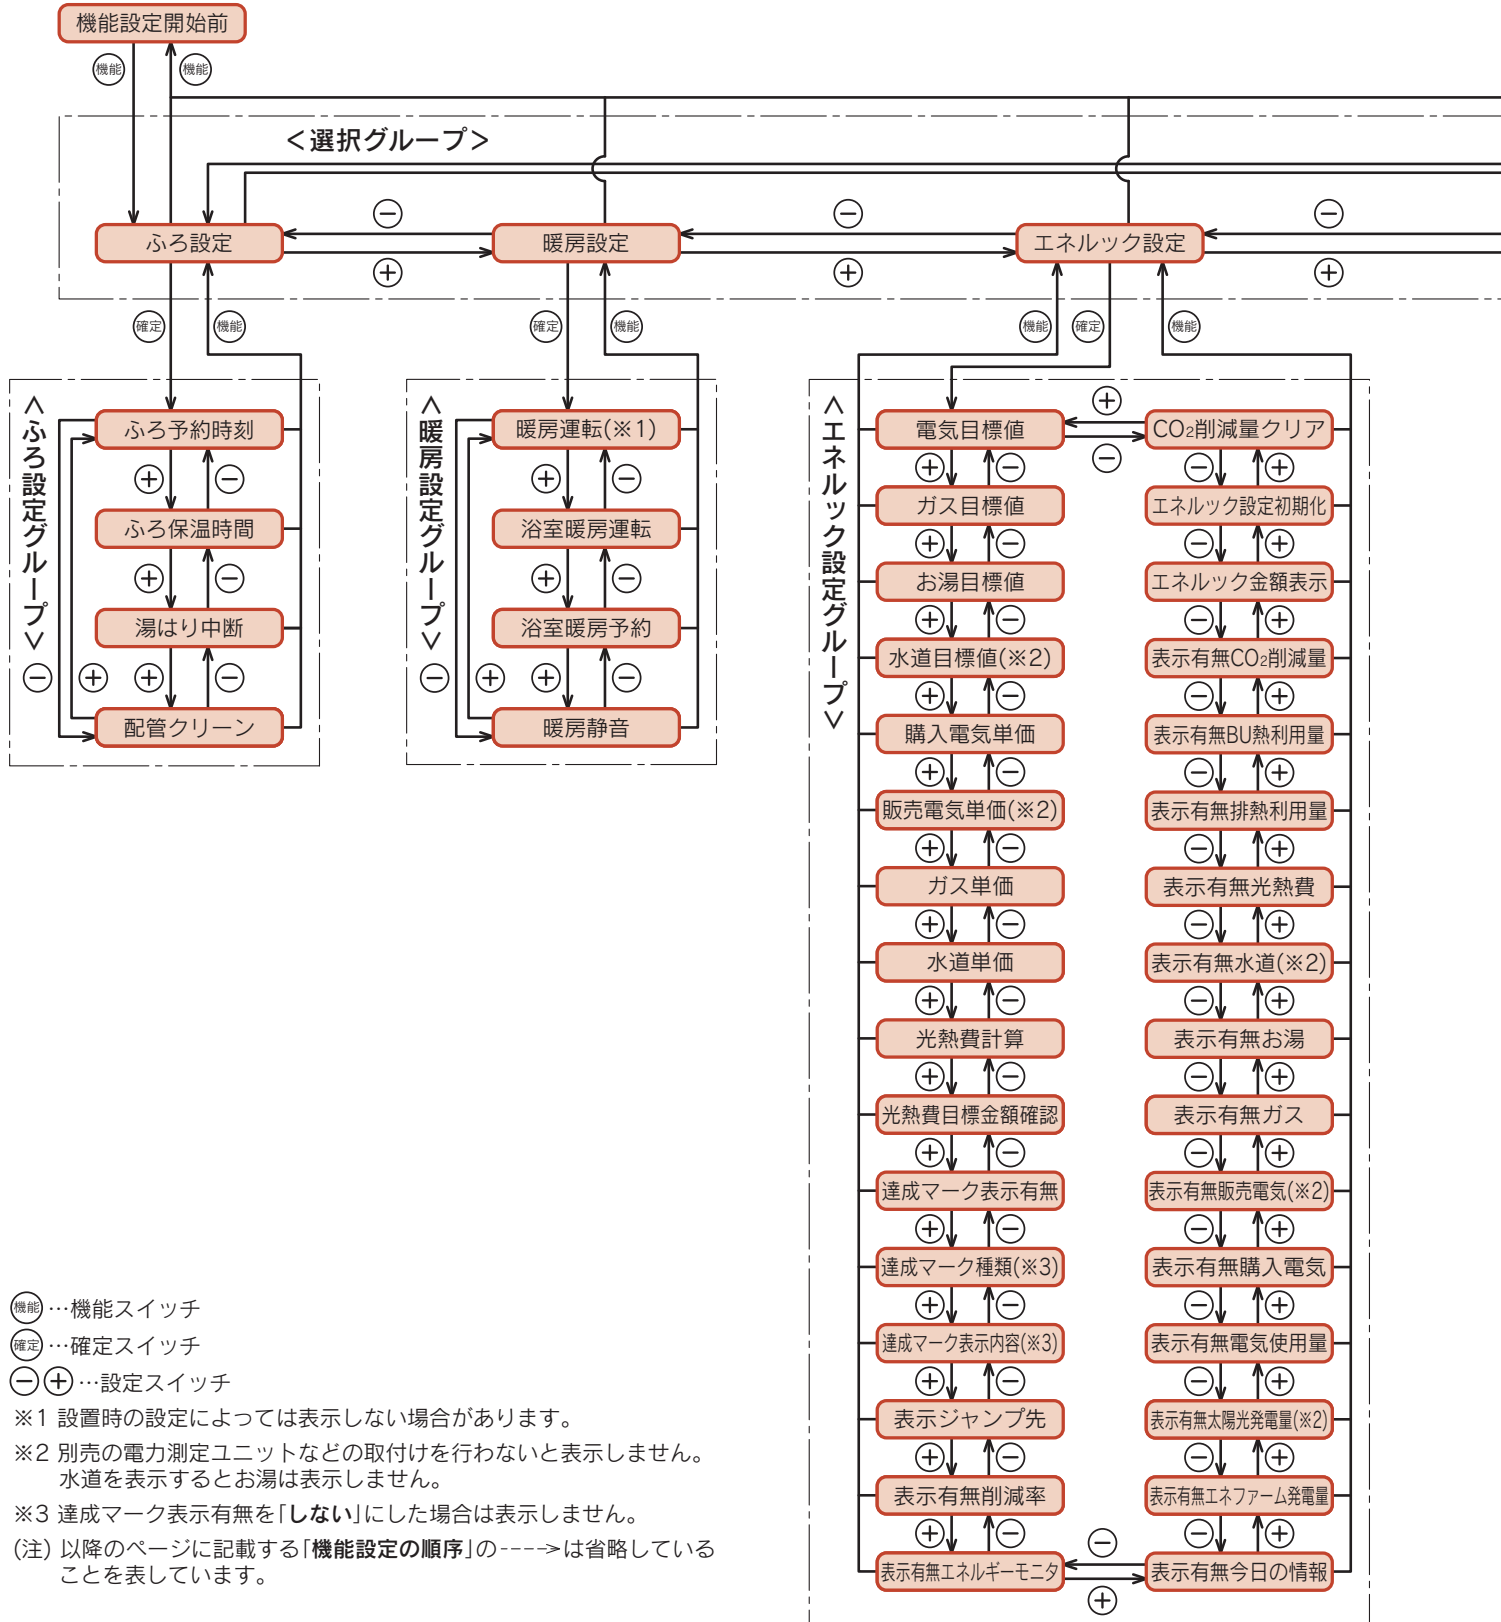 機能設定開始前
機能
機能
＜選択グループ＞
ふろ設定
−
+
暖房設定
−
+
エネルック設定
−
+
確定
機能
確定
機能
機能
確定
機能
＜ふろ設定グループ＞
ふろ予約時刻
+ −
ふろ保温時間
+ −
湯はり中断
− + + −
配管クリーン
＜暖房設定グループ＞
暖房運転(※1)
+ −
浴室暖房運転
+ −
浴室暖房予約
− + + −
暖房静音
＜エネルック設定グループ＞
電気目標値
+ −
ガス目標値
+ −
お湯目標値
+ −
水道目標値(※2)
+ −
購入電気単価
+ −
販売電気単価(※2)
+ −
ガス単価
+ −
水道単価
+ −
光熱費計算
+ −
光熱費目標金額確認
+ −
達成マーク表示有無
+ −
達成マーク種類(※3)
+ −
達成マーク表示内容(※3)
+ −
表示ジャンプ先
+ −
表示有無削減率
+ −
表示有無エネルギーモニタ
+
−
CO₂削減量クリア
− +
エネルック設定初期化
− +
エネルック金額表示
− +
表示有無CO₂削減量
− +
表示有無BU熱利用量
− +
表示有無排熱利用量
− +
表示有無光熱費
− +
表示有無水道(※2)
− +
表示有無お湯
− +
表示有無ガス
− +
表示有無販売電気(※2)
− +
表示有無購入電気
− +
表示有無電気使用量
− +
表示有無太陽光発電量(※2)
− +
表示有無エネファーム発電量
− +
表示有無今日の情報
−
+
機能…機能スイッチ
確定…確定スイッチ
− +…設定スイッチ
※1 設置時の設定によっては表示しない場合があります。
※2 別売の電力測定ユニットなどの取付けを行わないと表示しません。
水道を表示するとお湯は表示しません。
※3 達成マーク表示有無を｢しない｣にした場合は表示しません。
(注) 以降のページに記載する｢機能設定の順序｣の---->は省略している
ことを表しています。